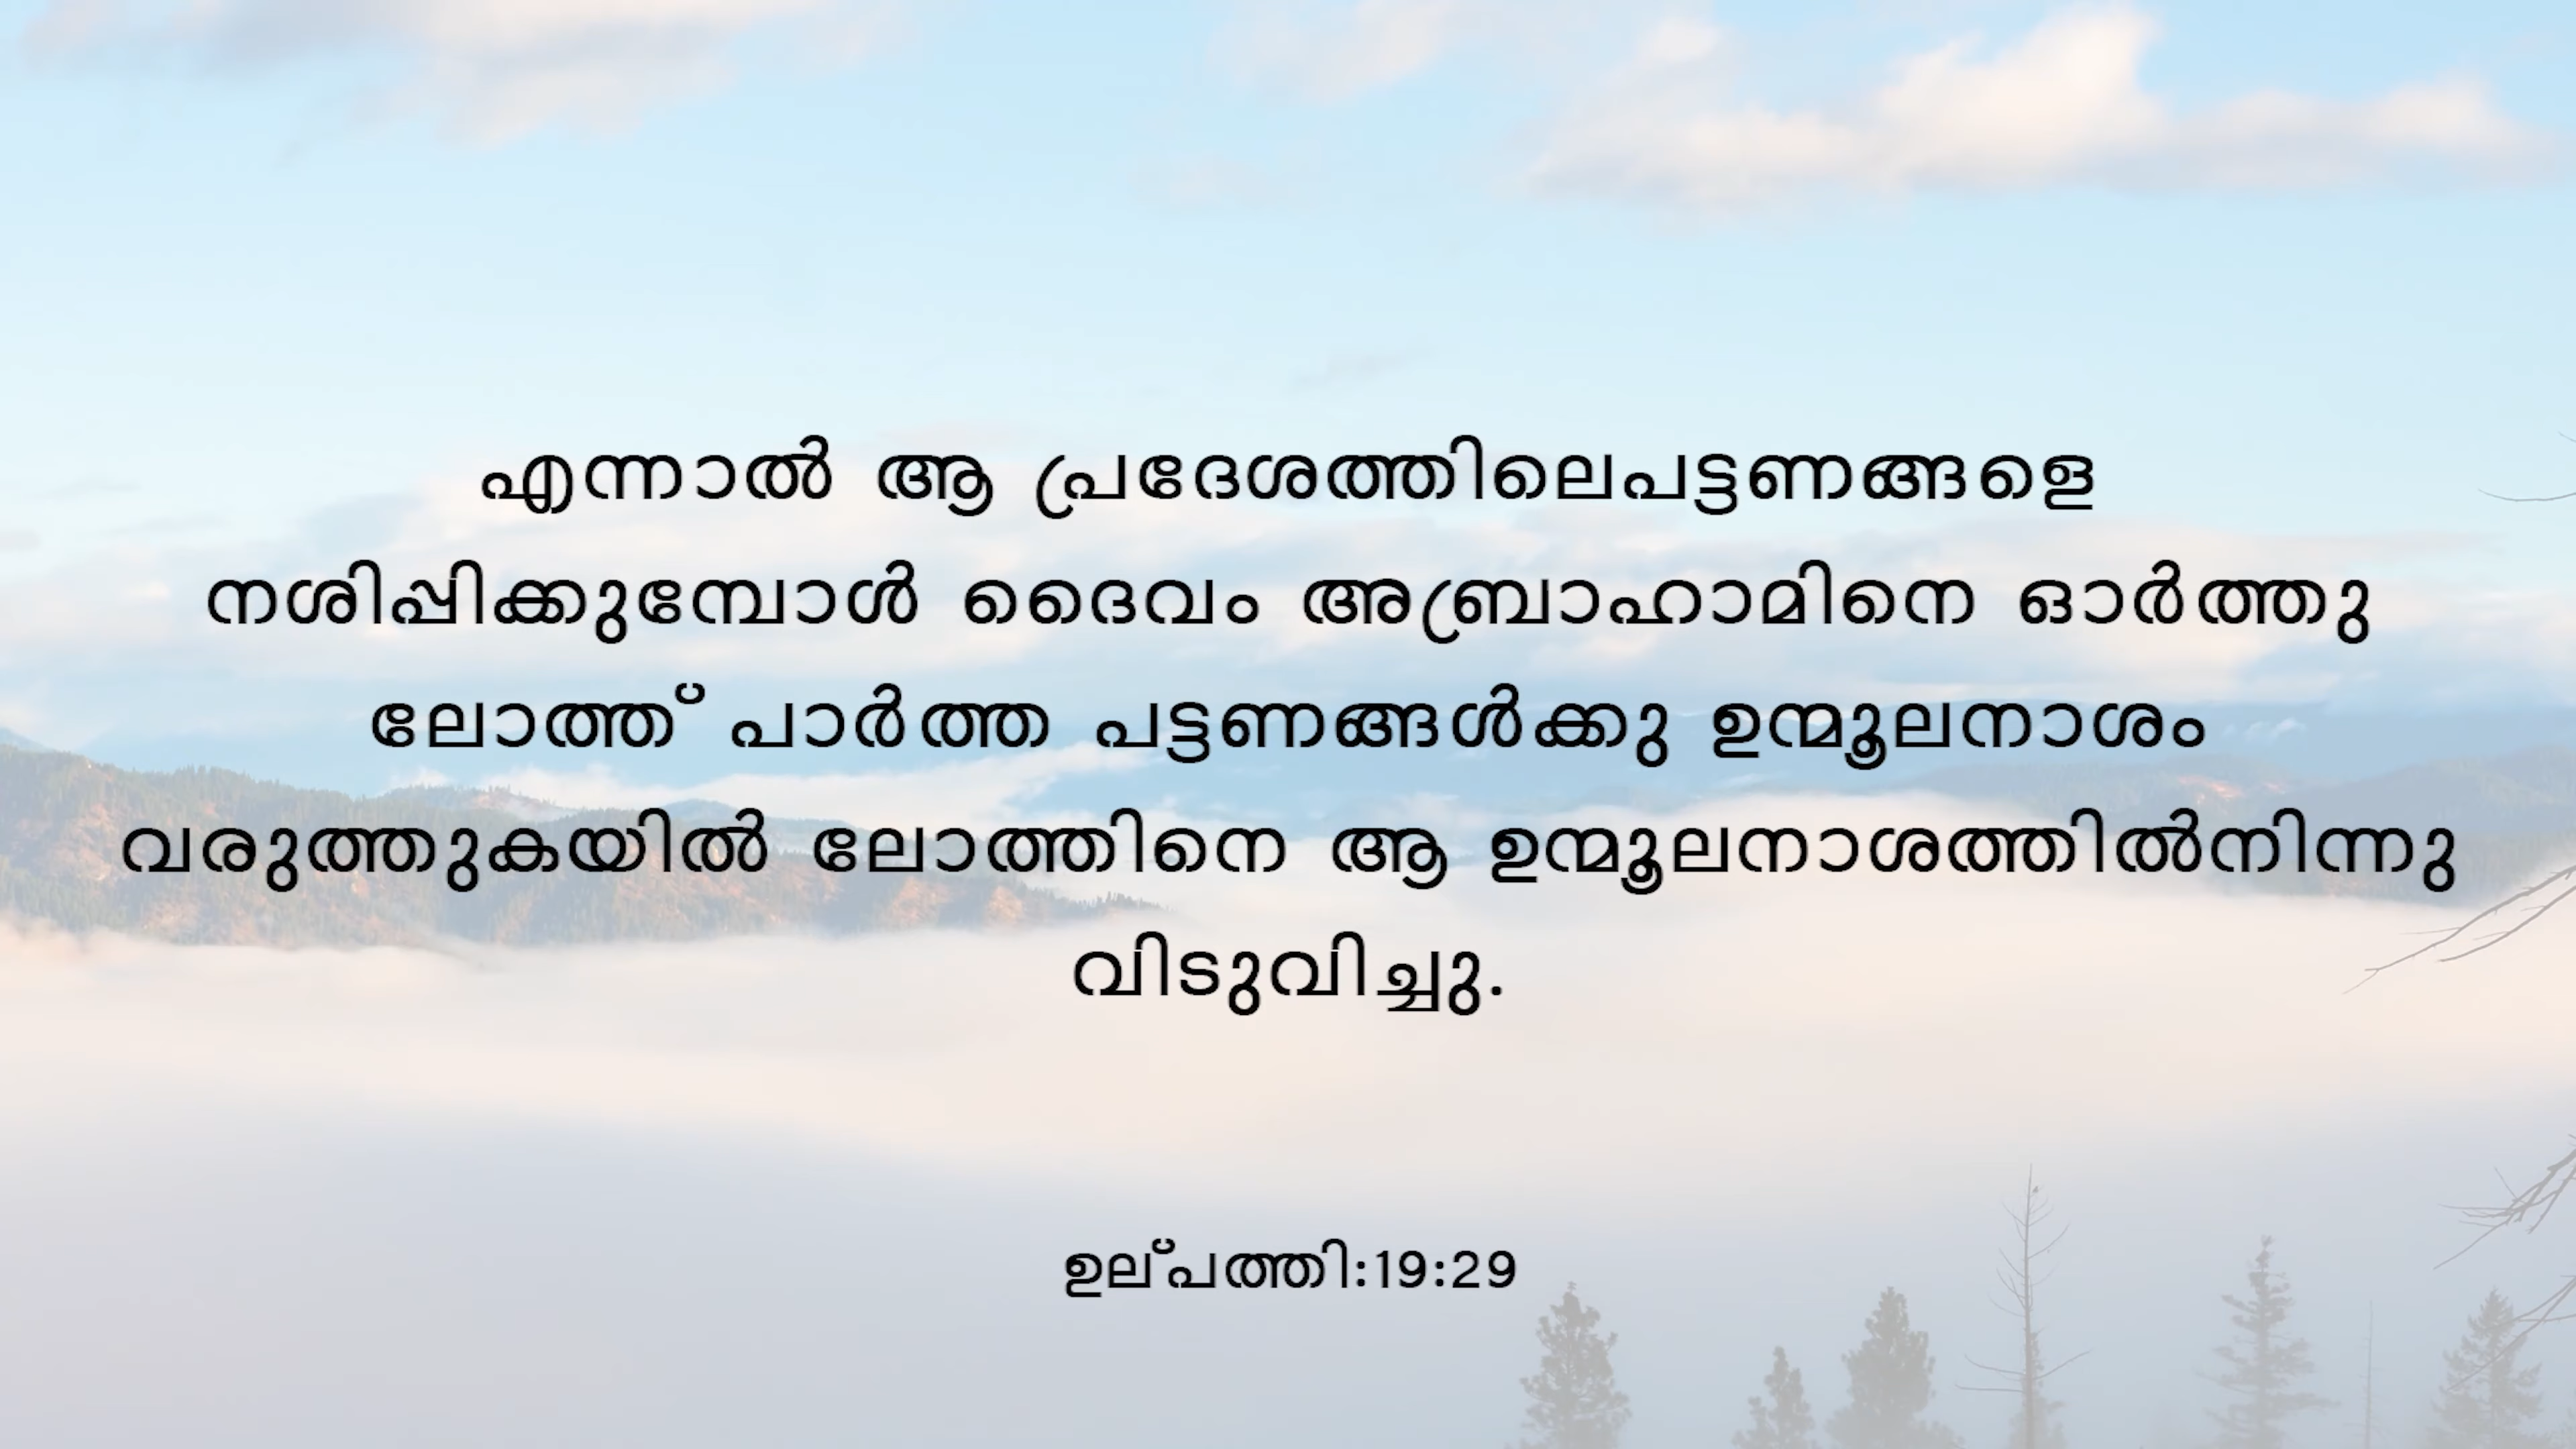 എന്നാൽ ആ പ്രദേശത്തിലെപട്ടണങ്ങളെ
നശിപ്പിക്കുമ്പോൾ ദൈവം അബ്രാഹാമിനെ ഓർത്തു
ലോത്ത് പാർത്ത പട്ടണങ്ങൾക്കു ഉന്മൂലനാശം
വരുത്തുകയിൽ ലോത്തിനെ ആ ഉന്മൂലനാശത്തിൽനിന്നു
വിടുവിച്ചു.
ഉല്പത്തി:19:29